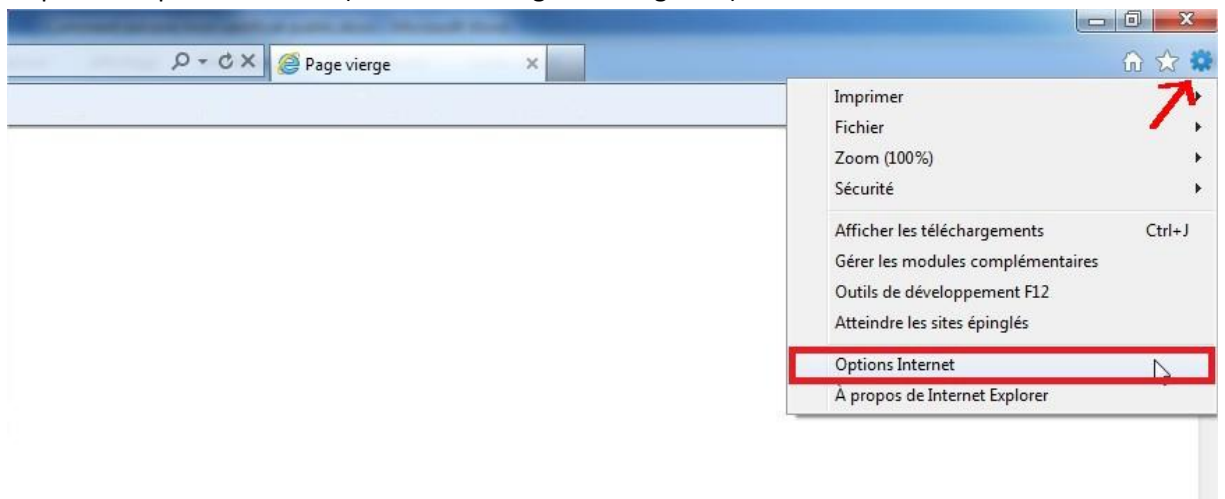 Page vierge
Imprimer
Fichier
Zoom (100%)
Sécurité
Afficher les téléchargements Ctrl+J
Gérer les modules complémentaires
Outils de développement F12
Atteindre les sites épinglés
Options Internet
À propos de Internet Explorer